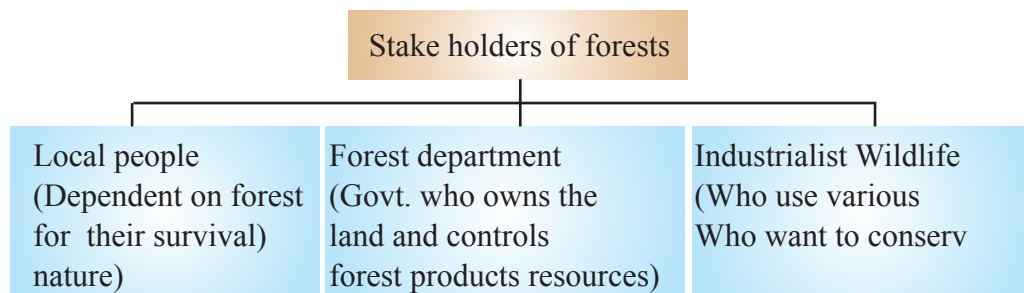 Stake holders of forests
Local people
(Dependent on forest
for their survival)
nature)
Forest department
(Govt. who owns the
land and controls
forest products resources)
Industrialist Wildlife
(Who use various
Who want to conserv